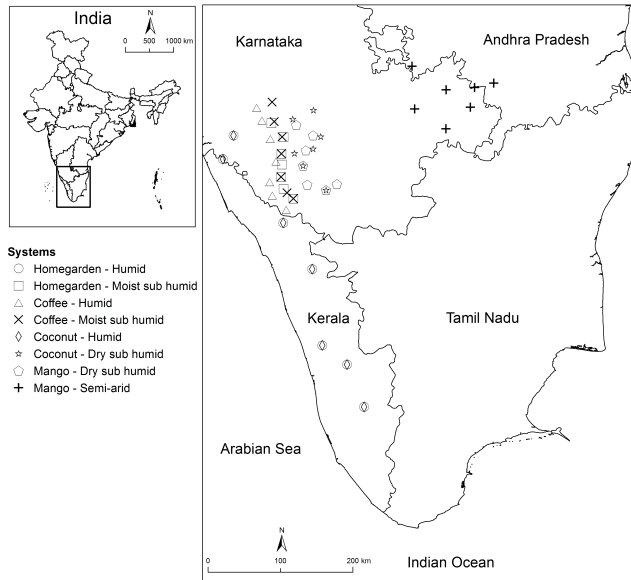 India
N
0 500 1000 km
Karnataka
Andhra Pradesh
Systems
Homegarden - Humid
Homegarden - Moist sub humid
Coffee - Humid
Coffee - Moist sub humid
Coconut - Humid
Coconut - Dry sub humid
Mango - Dry sub humid
Mango - Semi-arid
Kerala
Tamil Nadu
Arabian Sea
N
0 100 200 km
Indian Ocean